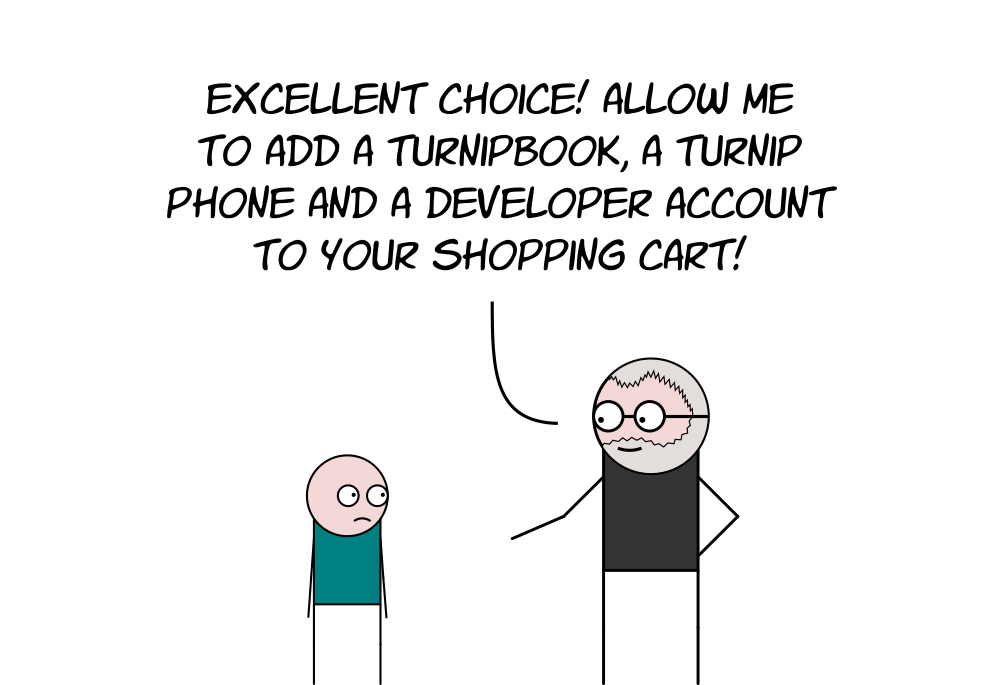 EXCELLENT CHOICE! ALLOW ME
TO ADD A TURNIPBOOK, A TURNIP
PHONE AND A DEVELOPER ACCOUNT
TO YOUR SHOPPING CART!